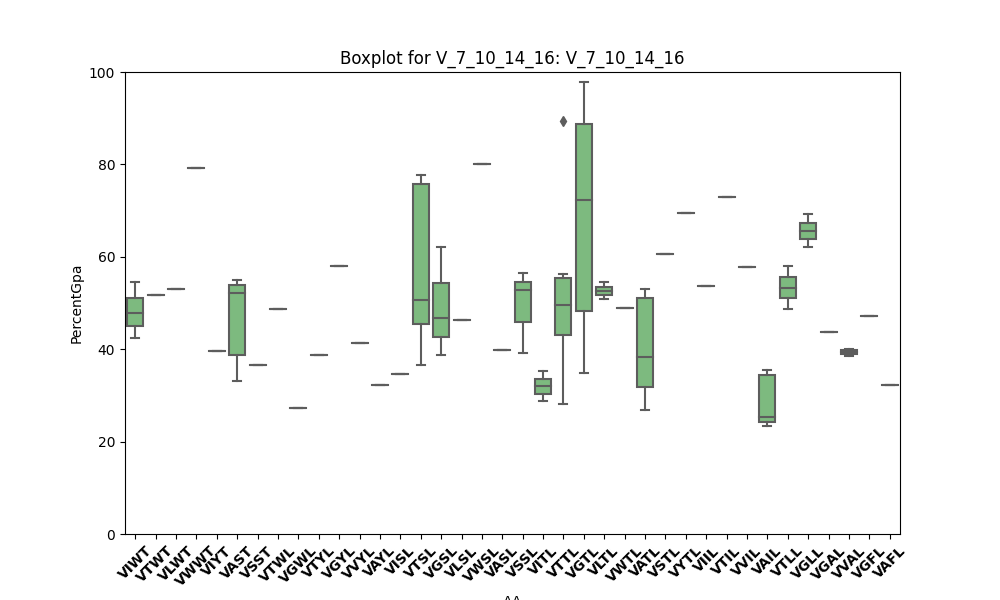 Boxplot for V_7_10_14_16: V_7_10_14_16
PercentGpa
100
80
60
40
20
0
VIWT VTWT VLWT VWWT VIYT VAST VSST VTWL VGWL VTYL VGYL VVYL VAYL VISL VTSL VGSL VLSL VWSL VASL VSSL VITL VTTL VGTL VLTL VWTL VATL VSTL VYTL VIIL VTIL VVIL VAIL VTLL VGLL VGAL VVAL VGFL VAFL